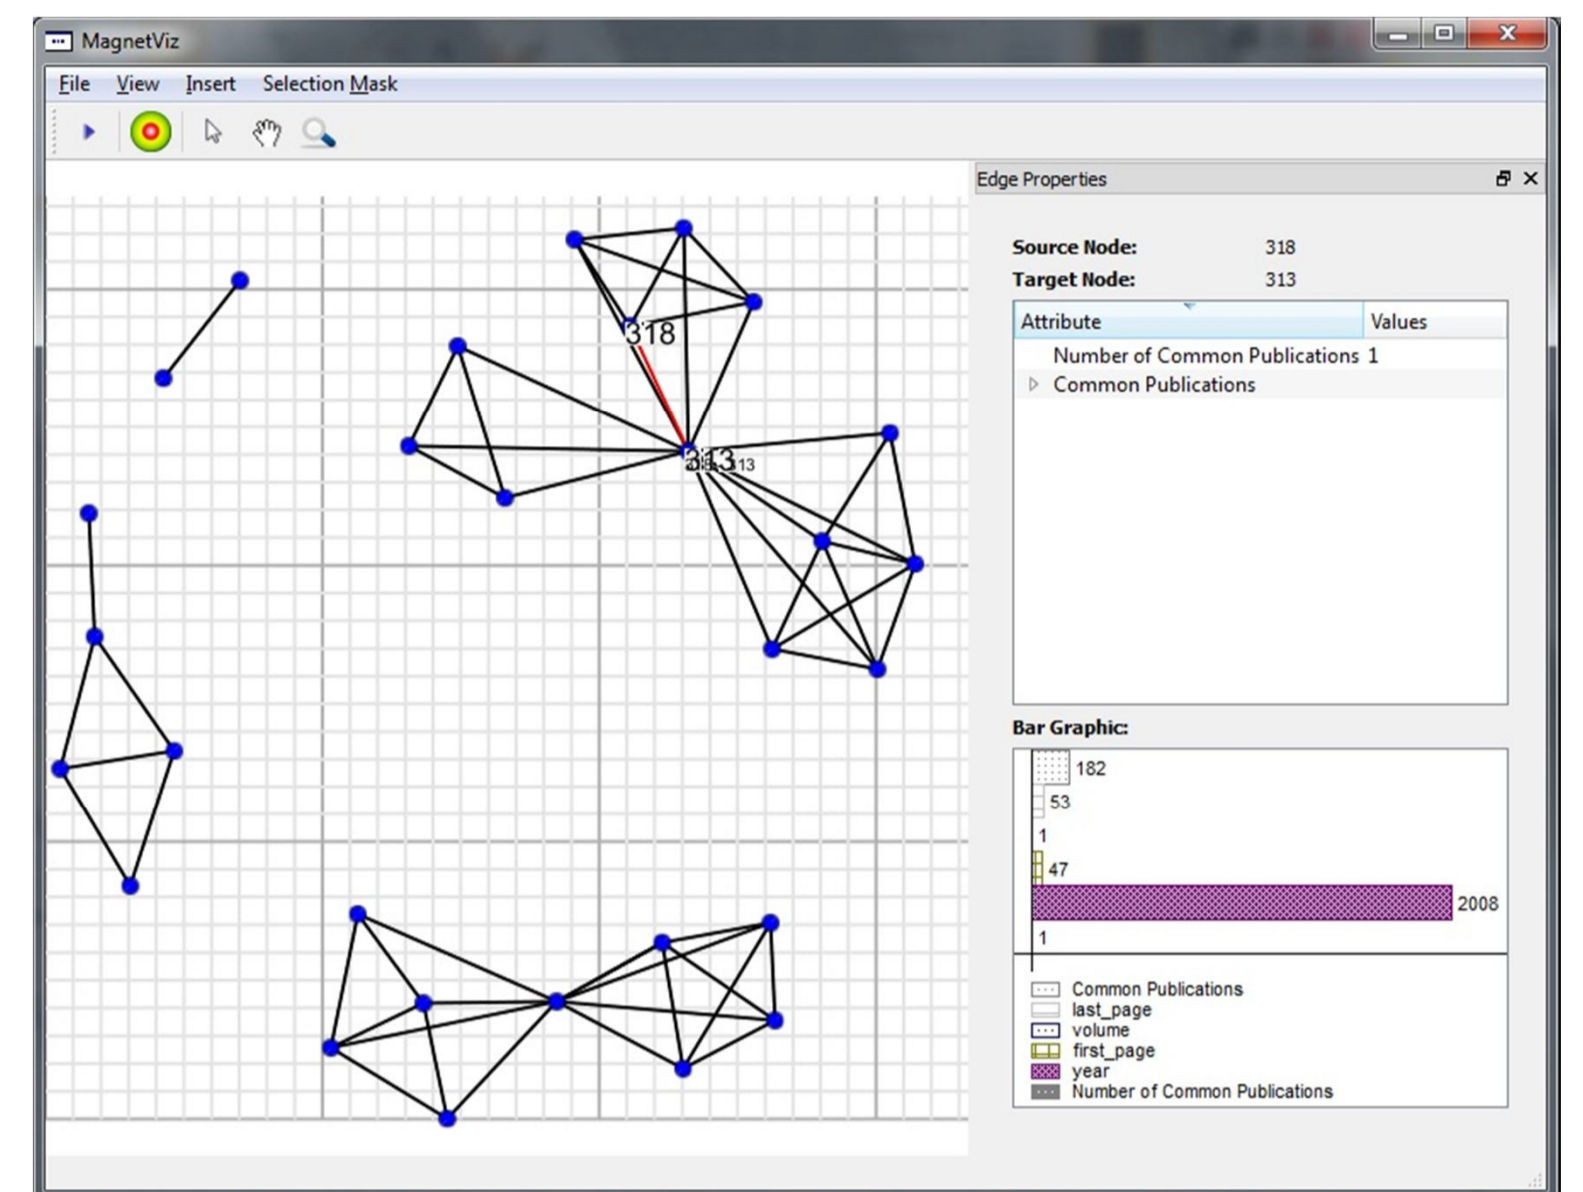 MagnetViz
File View Insert Selection Mask
Edge Properties
Source Node: 318
Target Node: 313
Attribute Values
Number of Common Publications 1
Common Publications
318
313
Bar Graphic:
182
53
1
47
2008
1
Common Publications
last_page
volume
first_page
year
Number of Common Publications